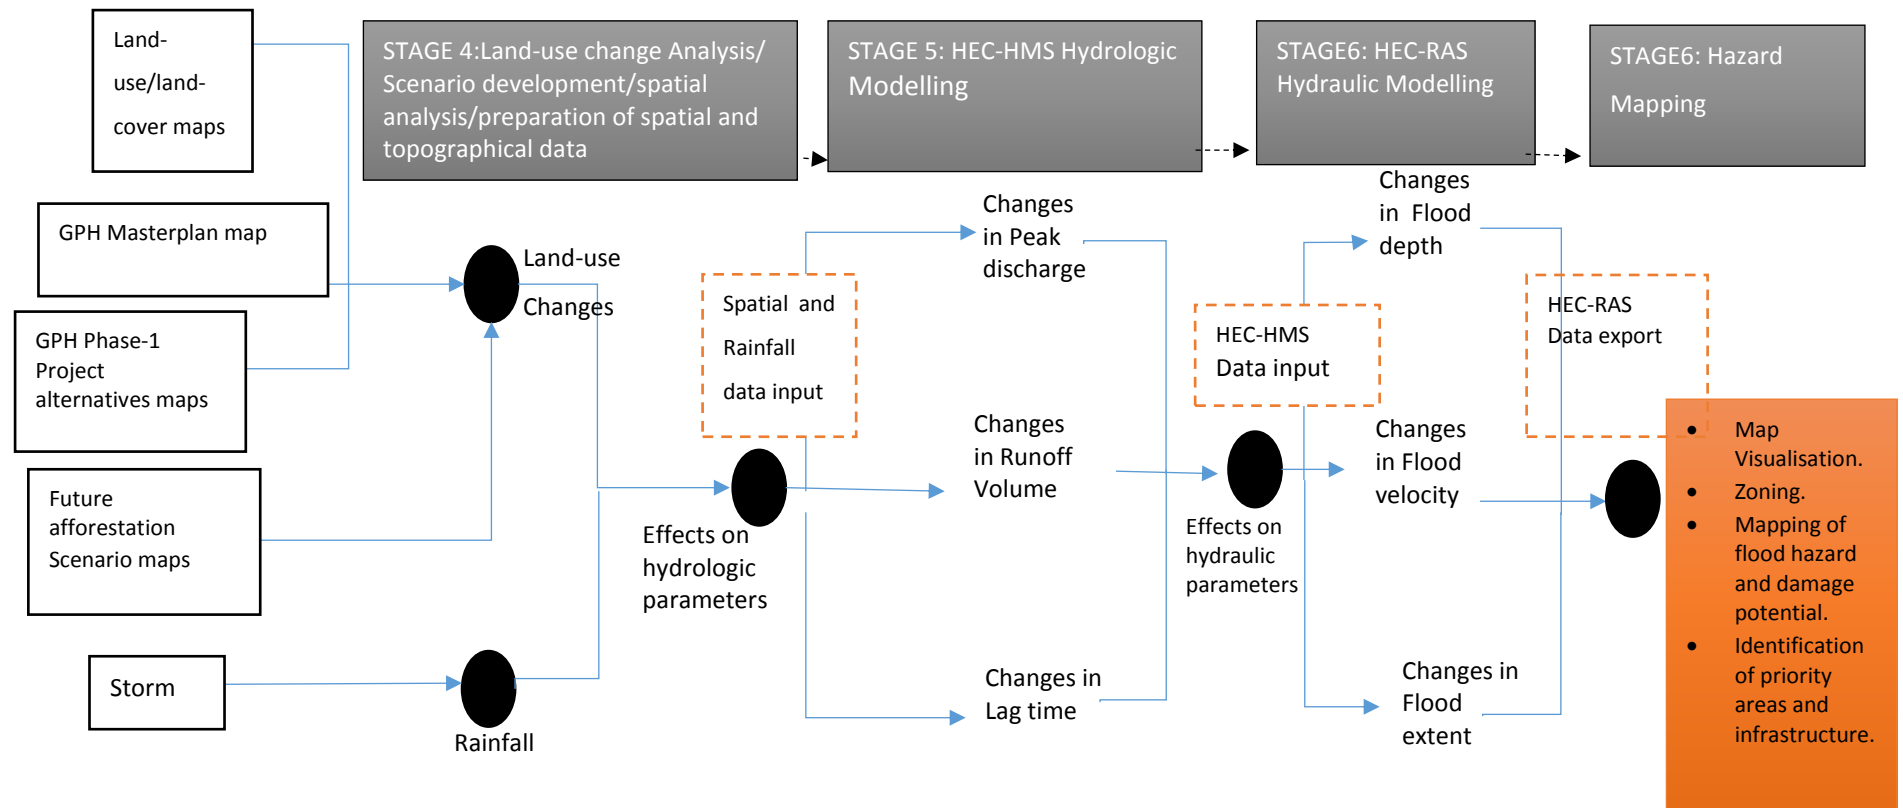 Land-
use/land-
cover maps
GPH Masterplan map
GPH Phase-1
Project
alternatives maps
Future
afforestation
Scenario maps
Storm
STAGE 4:Land-use change Analysis/
Scenario development/spatial
analysis/preparation of spatial and
topographical data
Land-use
Changes
Rainfall
Effects on
hydrologic
parameters
Spatial and
Rainfall
data input
STAGE 5: HEC-HMS Hydrologic
Modelling
Changes
in Peak
discharge
Changes
in Runoff
Volume
Changes in
Lag time
STAGE6: HEC-RAS
Hydraulic Modelling
HEC-HMS
Data input
Effects on
hydraulic
parameters
Changes
in Flood
depth
Changes
in Flood
velocity
Changes in
Flood
extent
STAGE6: Hazard
Mapping
HEC-RAS
Data export
• Map
Visualisation.
• Zoning.
• Mapping of
flood hazard
and damage
potential.
• Identification
of priority
areas and
infrastructure.